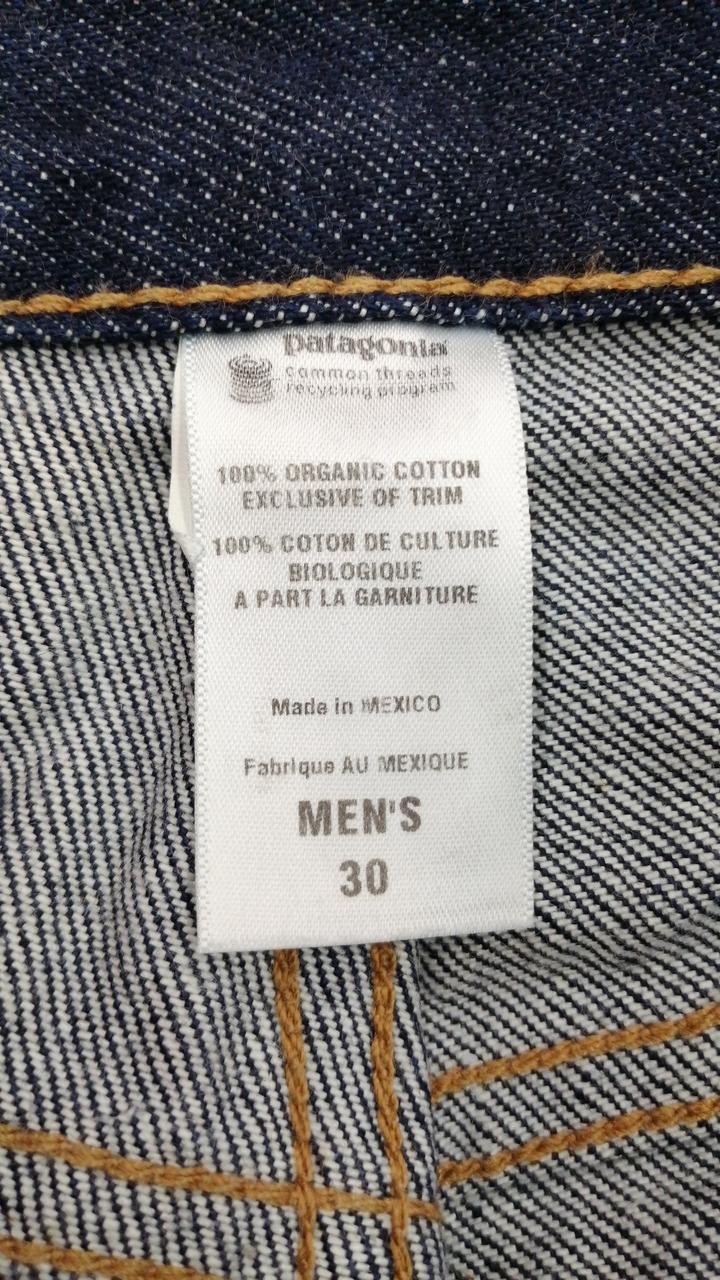 patagonia
common threads
recycling program
100% ORGANIC COTTON
EXCLUSIVE OF TRIM
100% COTON DE CULTURE
BIOLOGIQUE
A PART LA GARNITURE
Made in MEXICO
Fabrique AU MEXIQUE
MEN'S
30